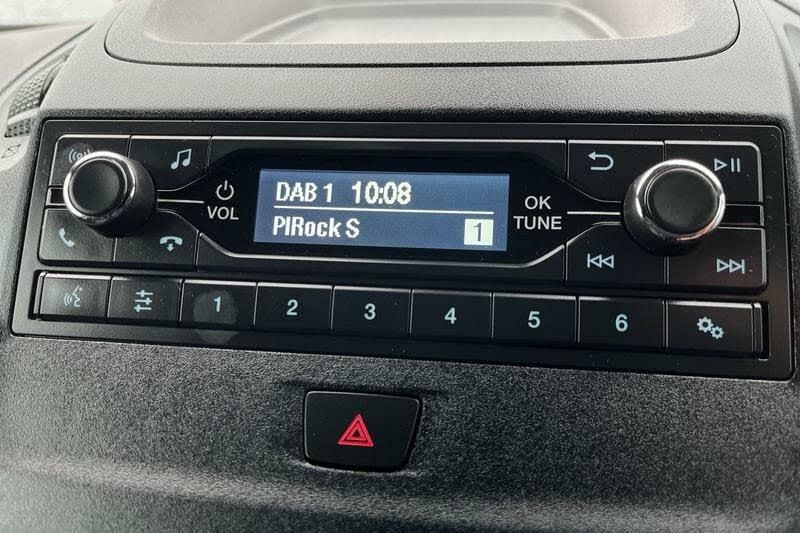 DAB 1 10:08
PlRock S
1
VOL
OK
TUNE
1 2 3 4 5 6